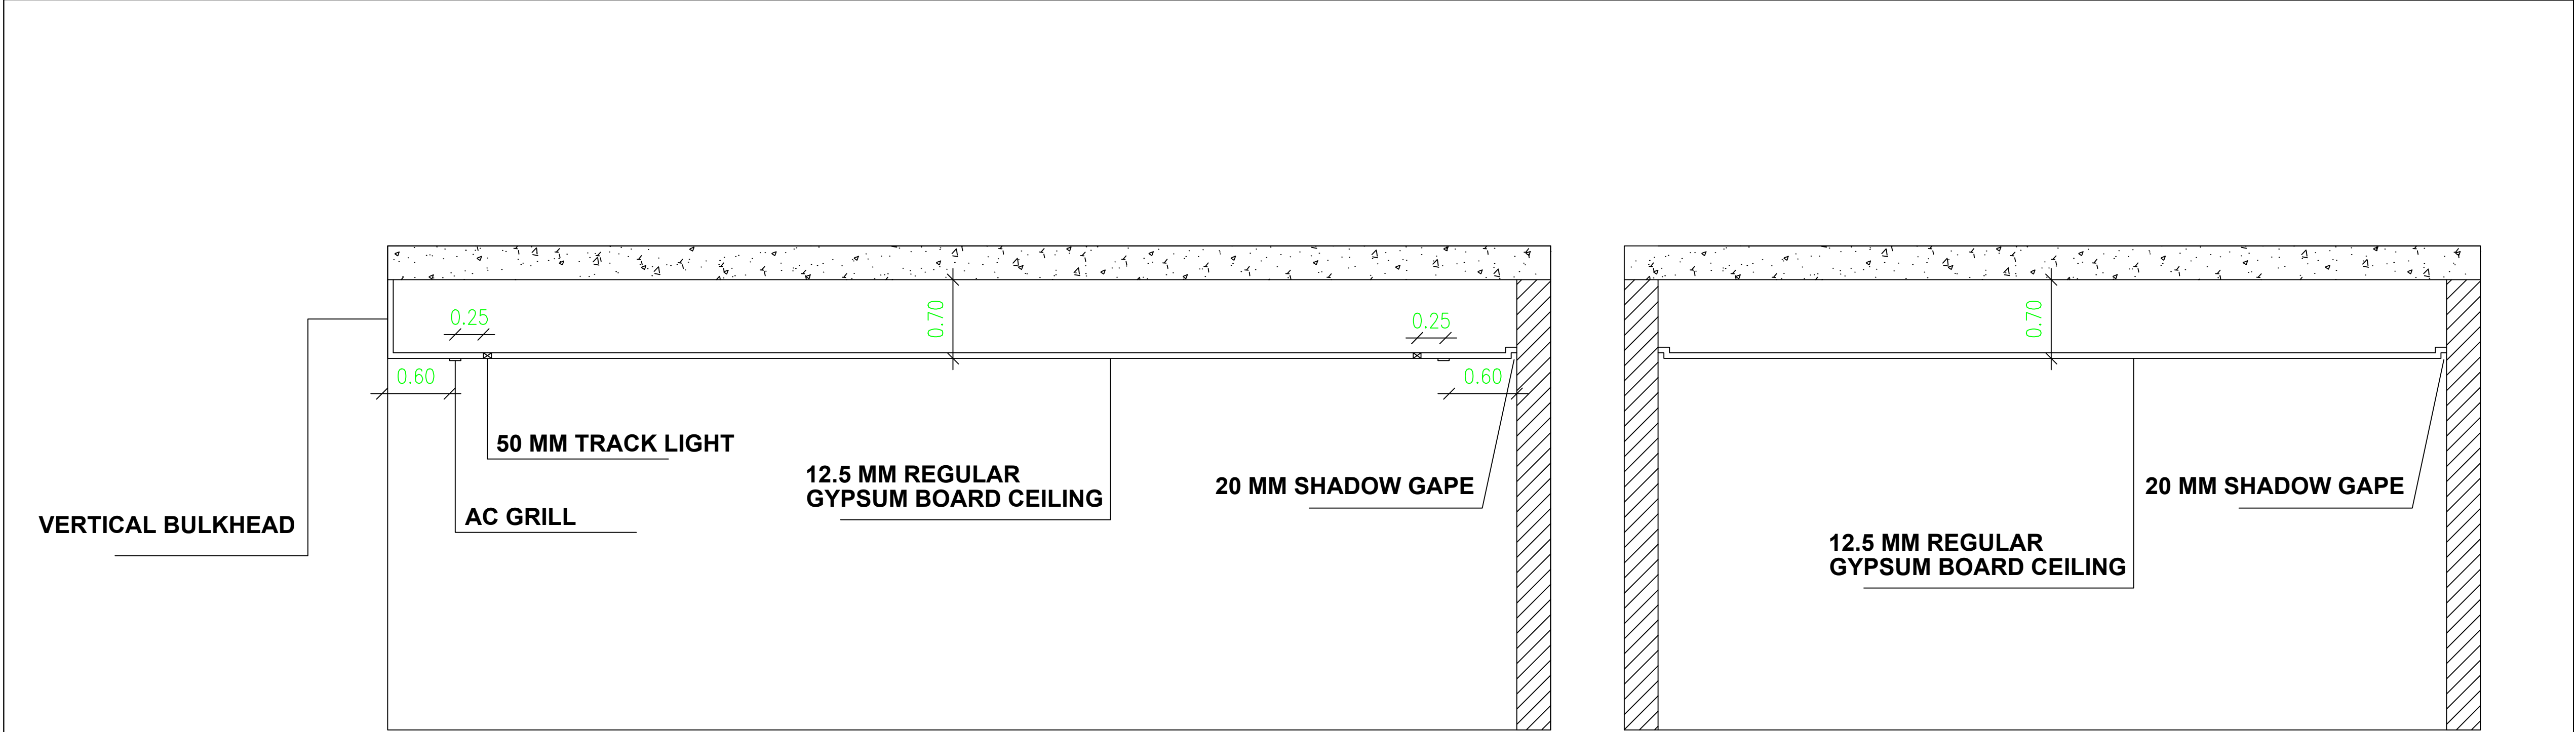 0.25
0.70
0.25
0.70
0.60
0.60
50 MM TRACK LIGHT
12.5 MM REGULAR
GYPSUM BOARD CEILING
20 MM SHADOW GAPE
20 MM SHADOW GAPE
VERTICAL BULKHEAD
AC GRILL
12.5 MM REGULAR
GYPSUM BOARD CEILING